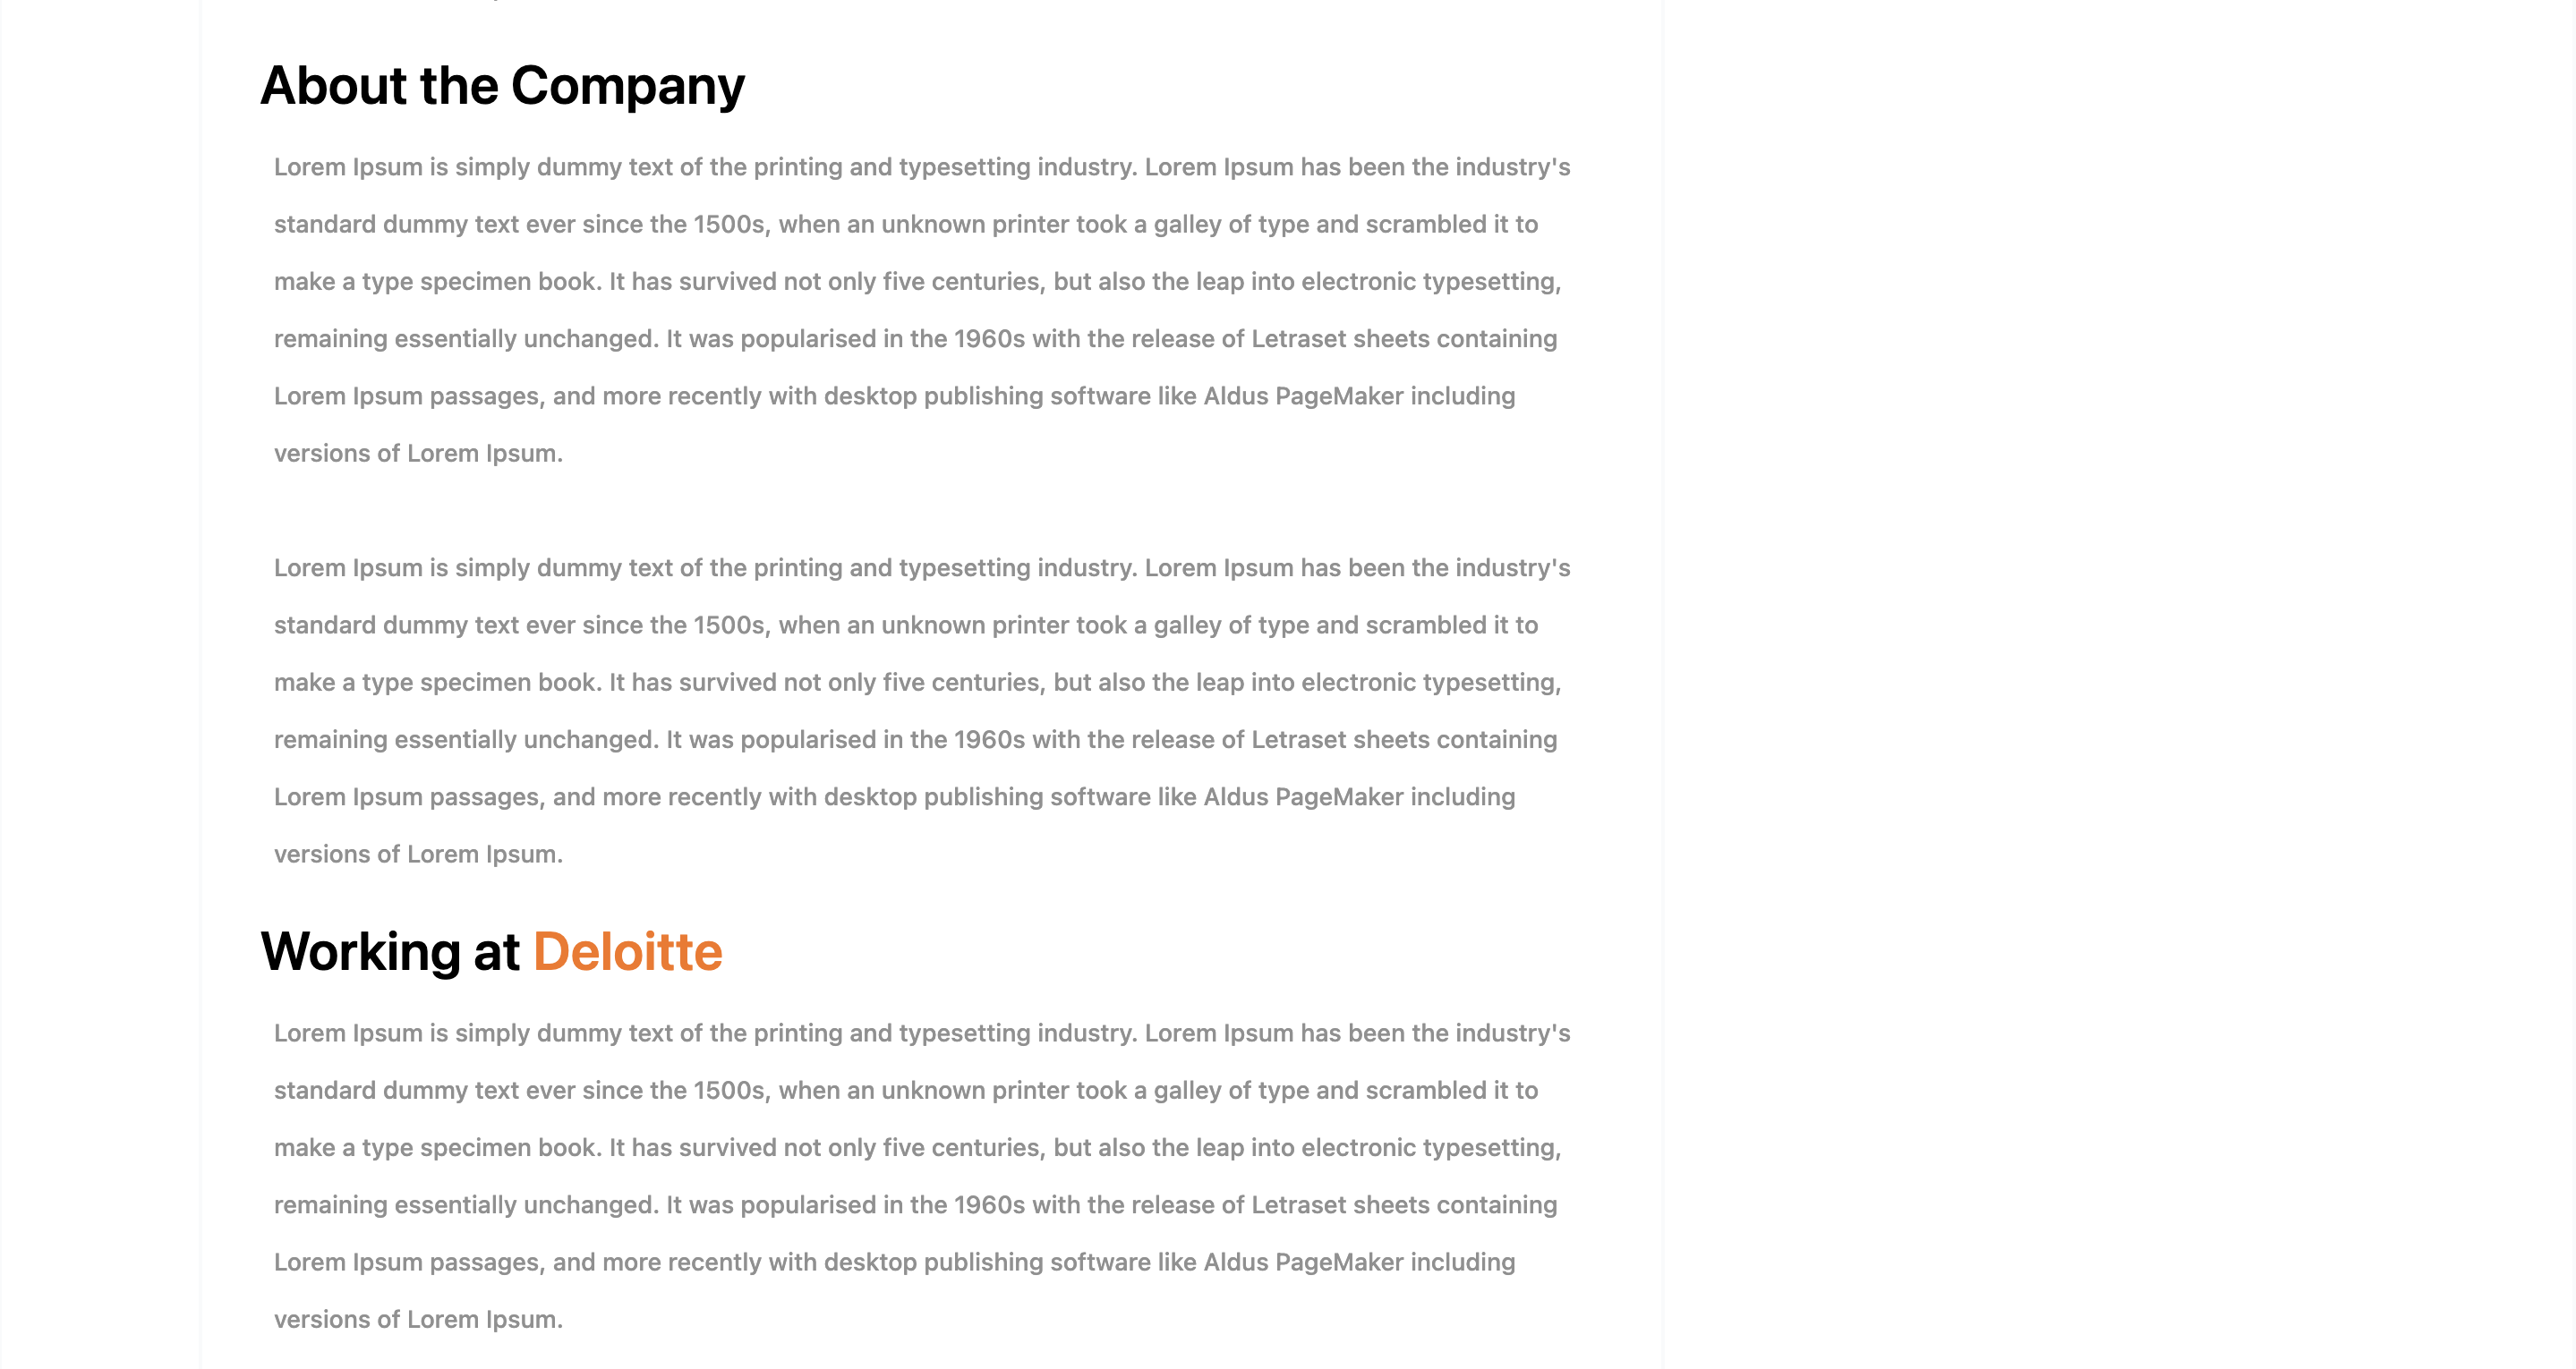 About the Company
Lorem Ipsum is simply dummy text of the printing and typesetting industry. Lorem Ipsum has been the industry's
standard dummy text ever since the 1500s, when an unknown printer took a galley of type and scrambled it to
make a type specimen book. It has survived not only five centuries, but also the leap into electronic typesetting,
remaining essentially unchanged. It was popularised in the 1960s with the release of Letraset sheets containing
Lorem Ipsum passages, and more recently with desktop publishing software like Aldus PageMaker including
versions of Lorem Ipsum.
Lorem Ipsum is simply dummy text of the printing and typesetting industry. Lorem Ipsum has been the industry's
standard dummy text ever since the 1500s, when an unknown printer took a galley of type and scrambled it to
make a type specimen book. It has survived not only five centuries, but also the leap into electronic typesetting,
remaining essentially unchanged. It was popularised in the 1960s with the release of Letraset sheets containing
Lorem Ipsum passages, and more recently with desktop publishing software like Aldus PageMaker including
versions of Lorem Ipsum.
Working at Deloitte
Lorem Ipsum is simply dummy text of the printing and typesetting industry. Lorem Ipsum has been the industry's
standard dummy text ever since the 1500s, when an unknown printer took a galley of type and scrambled it to
make a type specimen book. It has survived not only five centuries, but also the leap into electronic typesetting,
remaining essentially unchanged. It was popularised in the 1960s with the release of Letraset sheets containing
Lorem Ipsum passages, and more recently with desktop publishing software like Aldus PageMaker including
versions of Lorem Ipsum.